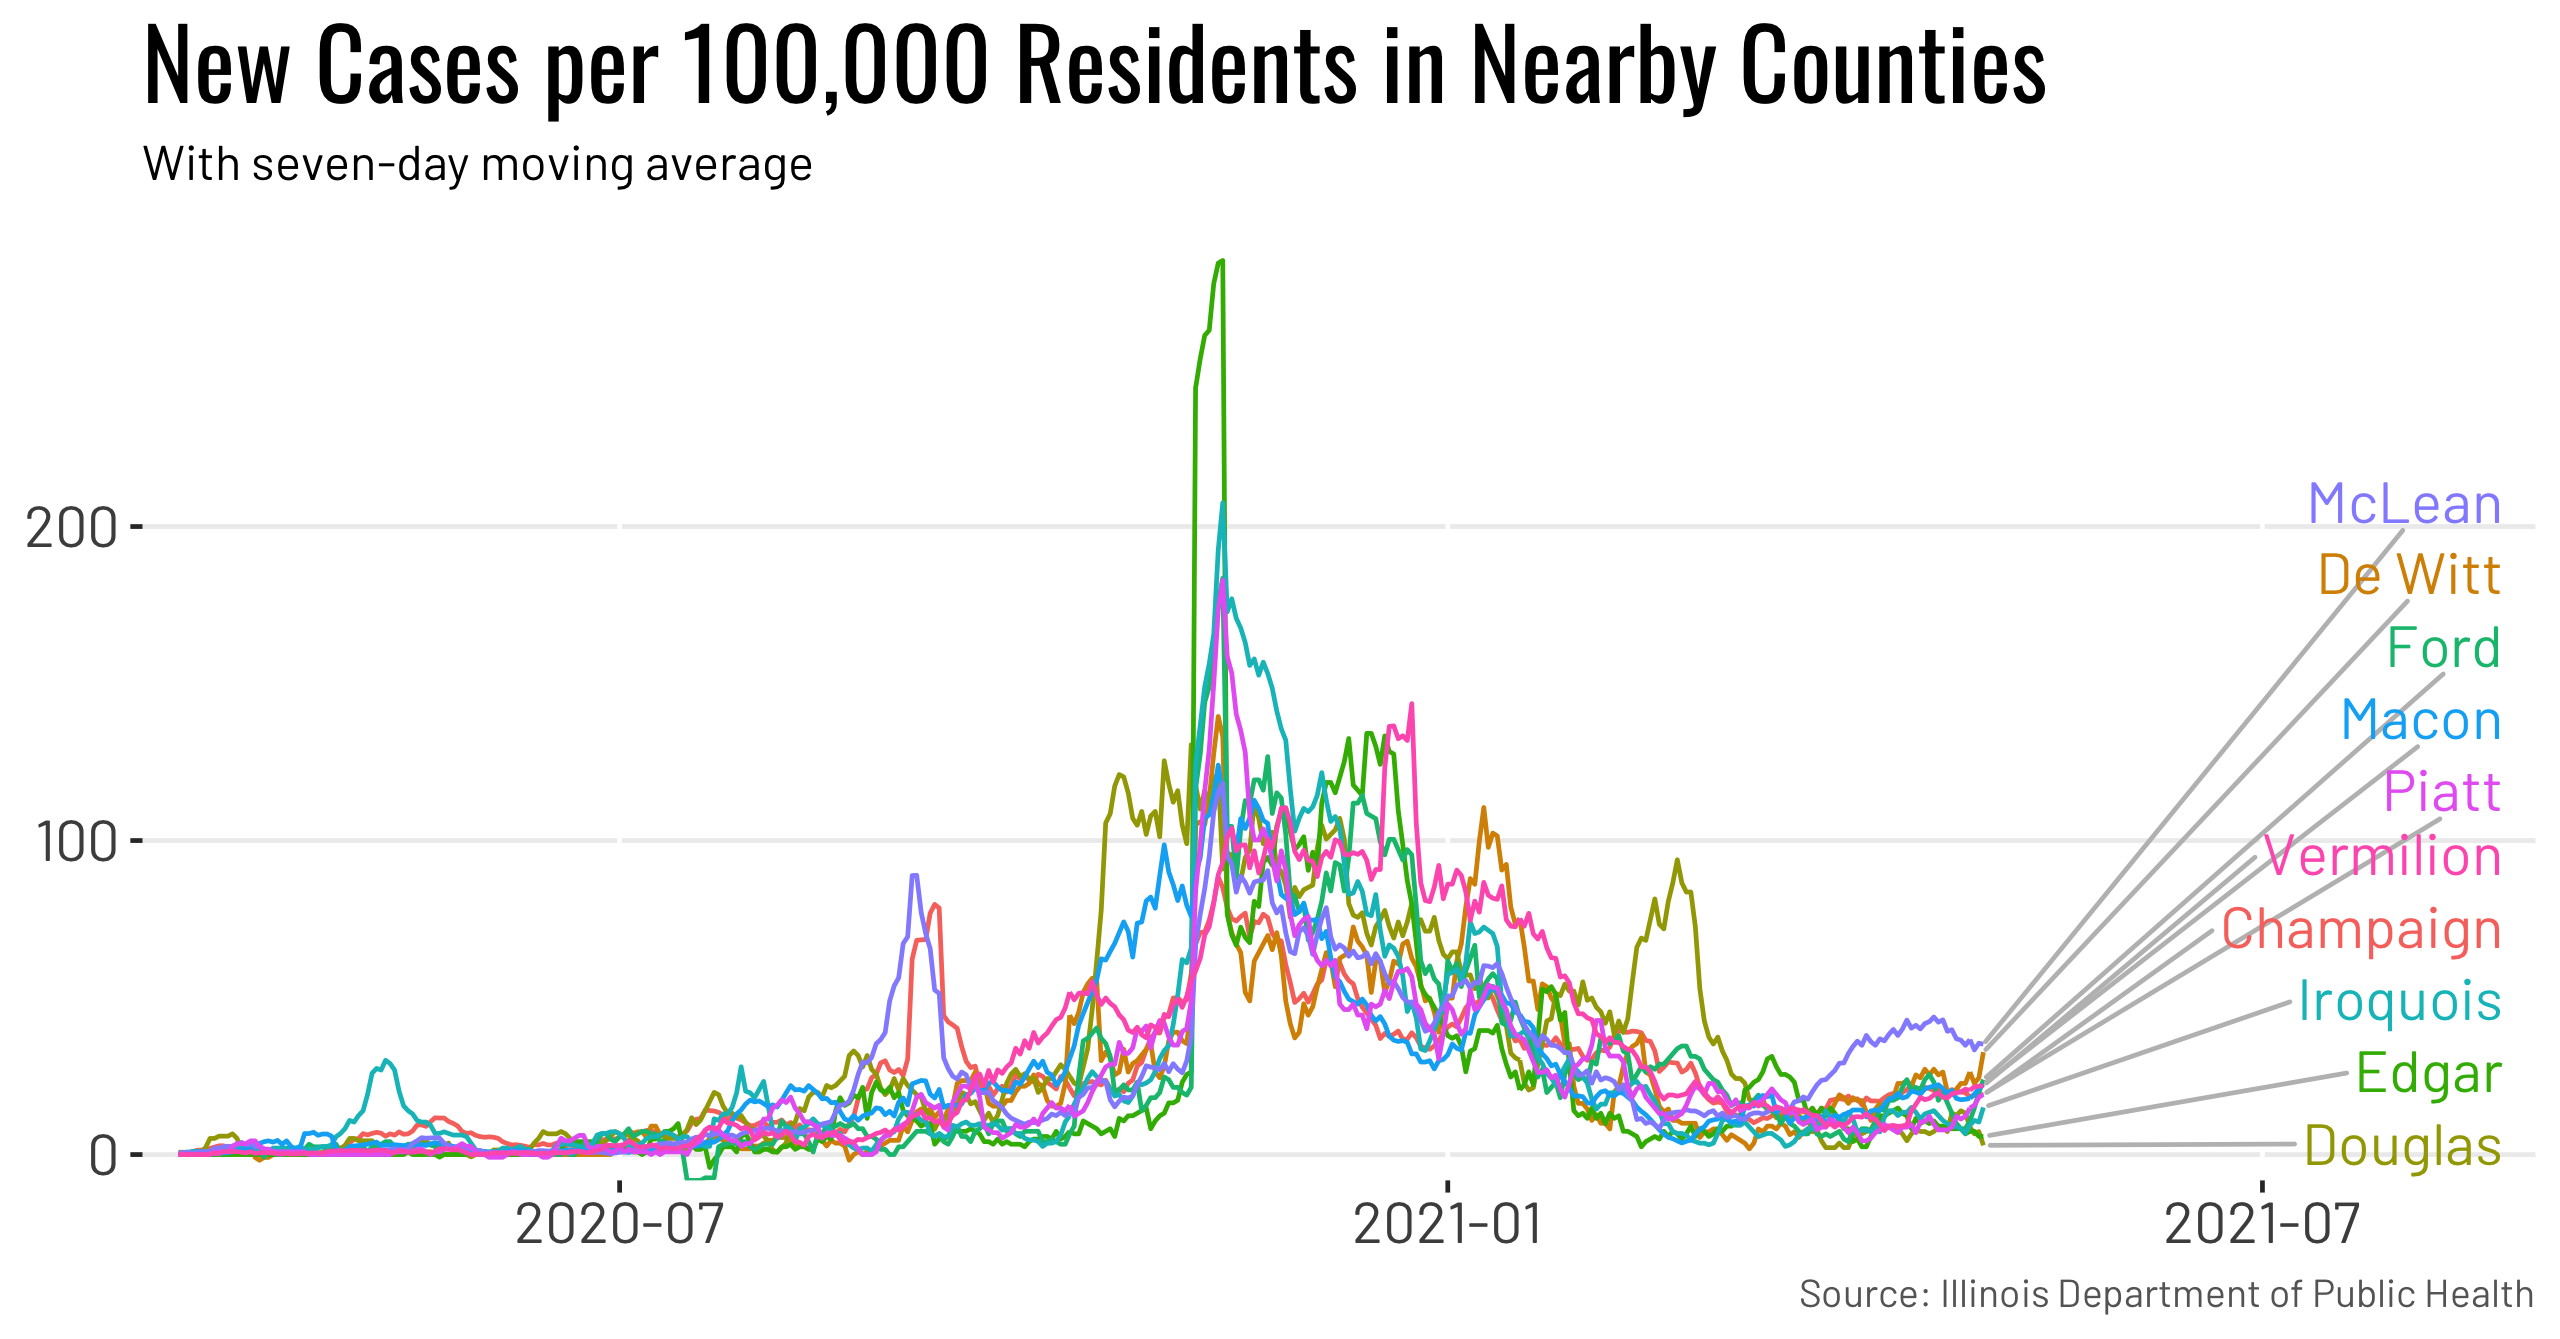 New Cases per 100,000 Residents in Nearby Counties
With seven-day moving average
200
100
0
McLean
De Witt
Ford
Macon
Piatt
Vermilion
Champaign
Iroquois
Edgar
Douglas
2020-07
2021-01
2021-07
Source: Illinois Department of Public Health